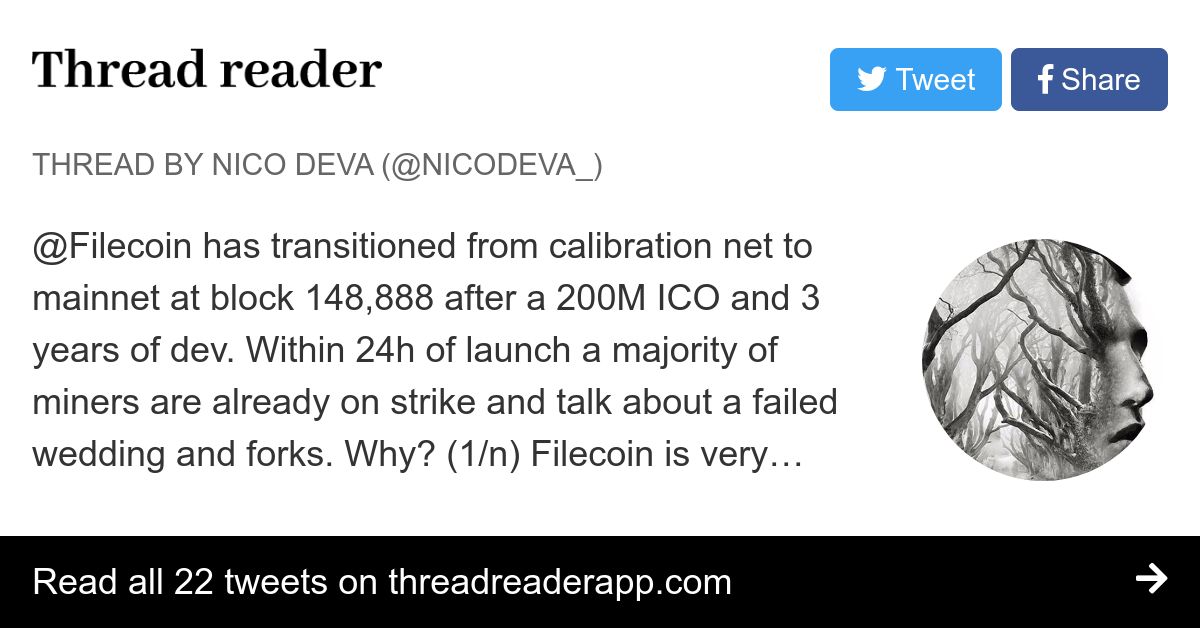 Thread reader
Tweet
Share
THREAD BY NICO DEVA (@NICODEVA_)
@Filecoin has transitioned from calibration net to
mainnet at block 148,888 after a 200M ICO and 3
years of dev. Within 24h of launch a majority of
miners are already on strike and talk about a failed
wedding and forks. Why? (1/n) Filecoin is very…
Read all 22 tweets on threadreaderapp.com